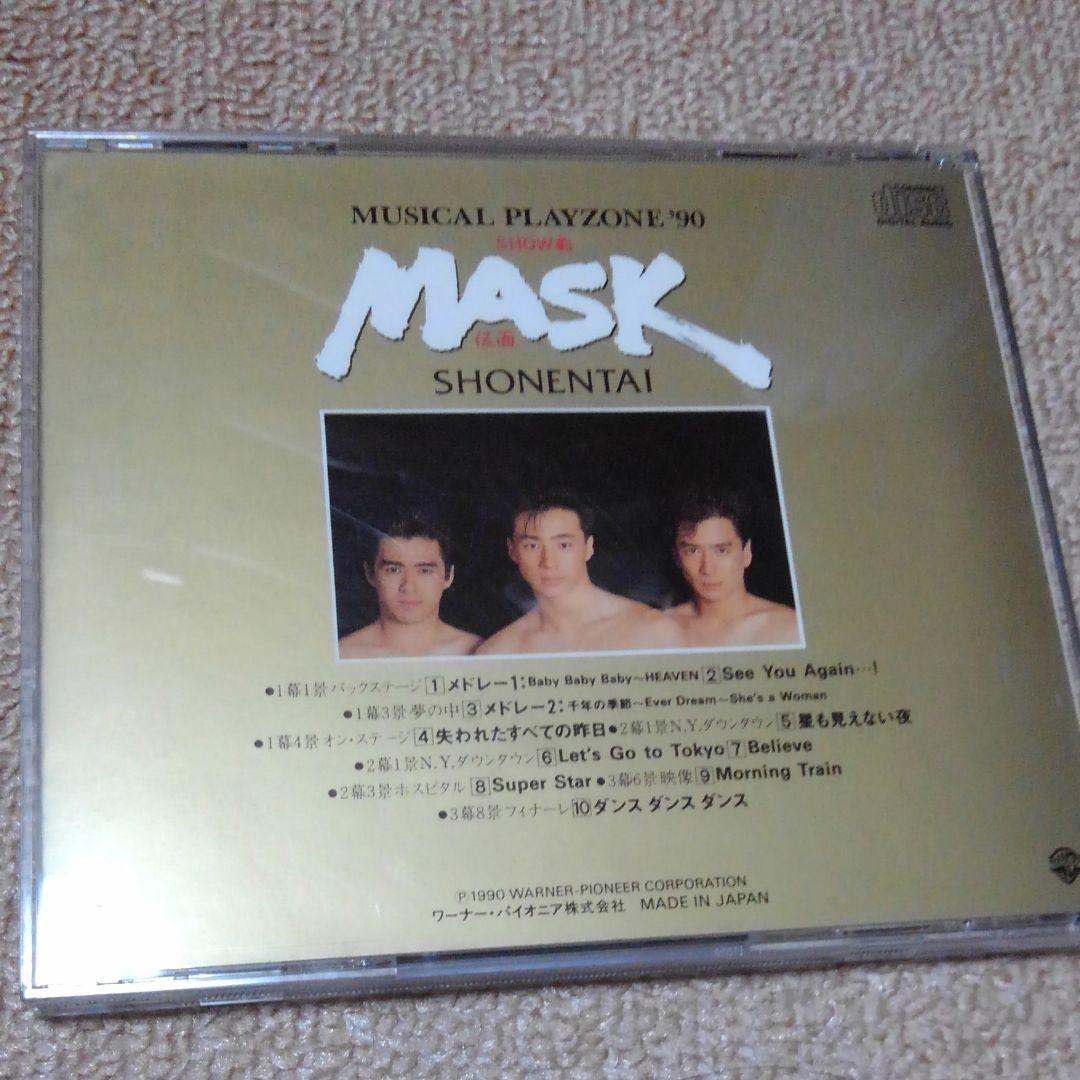 MUSICAL PLAYZONE '90
SHOW劇
MASK
仮面
SHONENTAI
disc
DIGITAL AUDIO
●1幕1景 バックステージ 1 メドレー1:Baby Baby Baby~HEAVEN 2 See You Again…!
●1幕3景 夢の中 3 メドレー2:千年の季節~Ever Dream~She's a Woman
●1幕4景 オン・ステージ 4 失われたすべての昨日●2幕1景N.Y.ダウンタウン 5 星も見えない夜
●2幕1景N.Y.ダウンタウン 6 Let's Go to Tokyo 7 Believe
●2幕3景 ホスピタル 8 Super Star ●3幕6景 映像 9 Morning Train
●3幕8景 フィナーレ 10 ダンス ダンス ダンス
℗1990 WARNER-PIONEER CORPORATION
ワーナー・パイオニア株式会社 MADE IN JAPAN